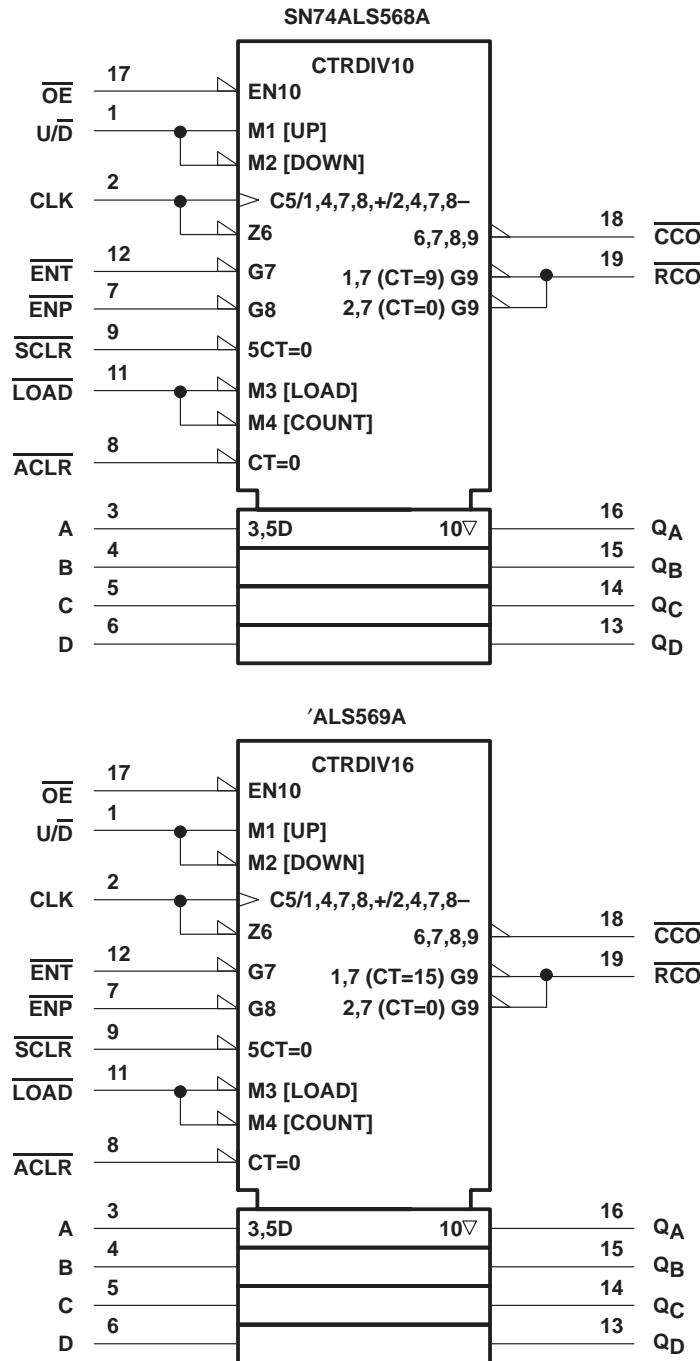 SN74ALS568A
CTRDIV10
OE 17 EN10
U/D 1 M1 [UP]
M2 [DOWN]
CLK 2 C5/1,4,7,8,+/2,4,7,8–
Z6 6,7,8,9 18 CCO
ENT 12 G7 1,7 (CT=9) G9 19 RCO
ENP 7 G8 2,7 (CT=0) G9
SCLR 9 5CT=0
LOAD 11 M3 [LOAD]
M4 [COUNT]
ACLR 8 CT=0
A 3 3,5D 10▽ 16 QA
B 4 15 QB
C 5 14 QC
D 6 13 QD
′ALS569A
CTRDIV16
OE 17 EN10
U/D 1 M1 [UP]
M2 [DOWN]
CLK 2 C5/1,4,7,8,+/2,4,7,8–
Z6 6,7,8,9 18 CCO
ENT 12 G7 1,7 (CT=15) G9 19 RCO
ENP 7 G8 2,7 (CT=0) G9
SCLR 9 5CT=0
LOAD 11 M3 [LOAD]
M4 [COUNT]
ACLR 8 CT=0
A 3 3,5D 10▽ 16 QA
B 4 15 QB
C 5 14 QC
D 6 13 QD